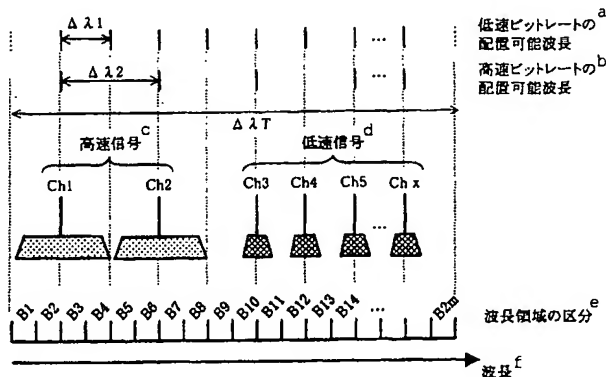 Δλ1
低速ビットレートの a
配置可能波長
Δλ2
高速ビットレートの b
配置可能波長
...
...
ΔλT
高速信号 c
低速信号 d
Ch1
Ch2
Ch3
Ch4
Ch5
Ch x
...
B1 B2 B3 B4 B5 B6 B7 B8 B9 B10 B11 B12 B13 B14 ... B2m
波長領域の区分 e
波長 f